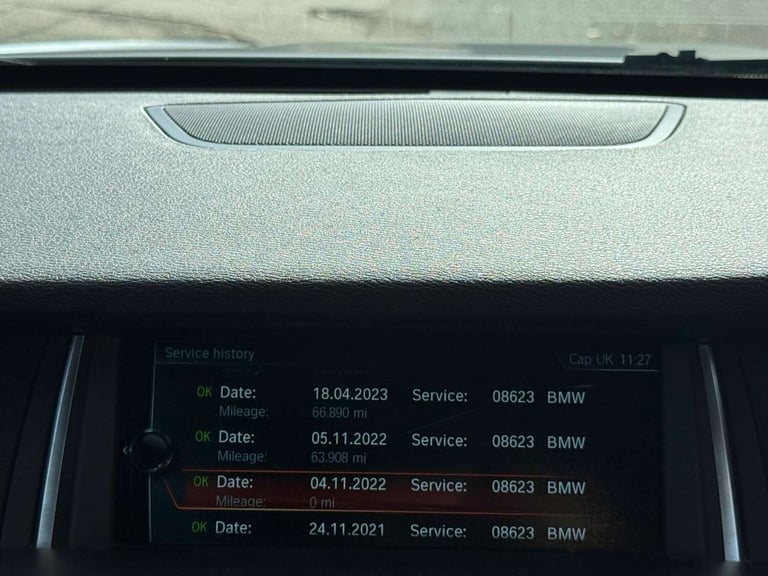 Service history
Cap UK 11:27
OK Date: 18.04.2023 Service: 08623 BMW
Mileage: 66.890 mi
OK Date: 05.11.2022 Service: 08623 BMW
Mileage: 63.908 mi
OK Date: 04.11.2022 Service: 08623 BMW
Mileage: 0 mi
OK Date: 24.11.2021 Service: 08623 BMW